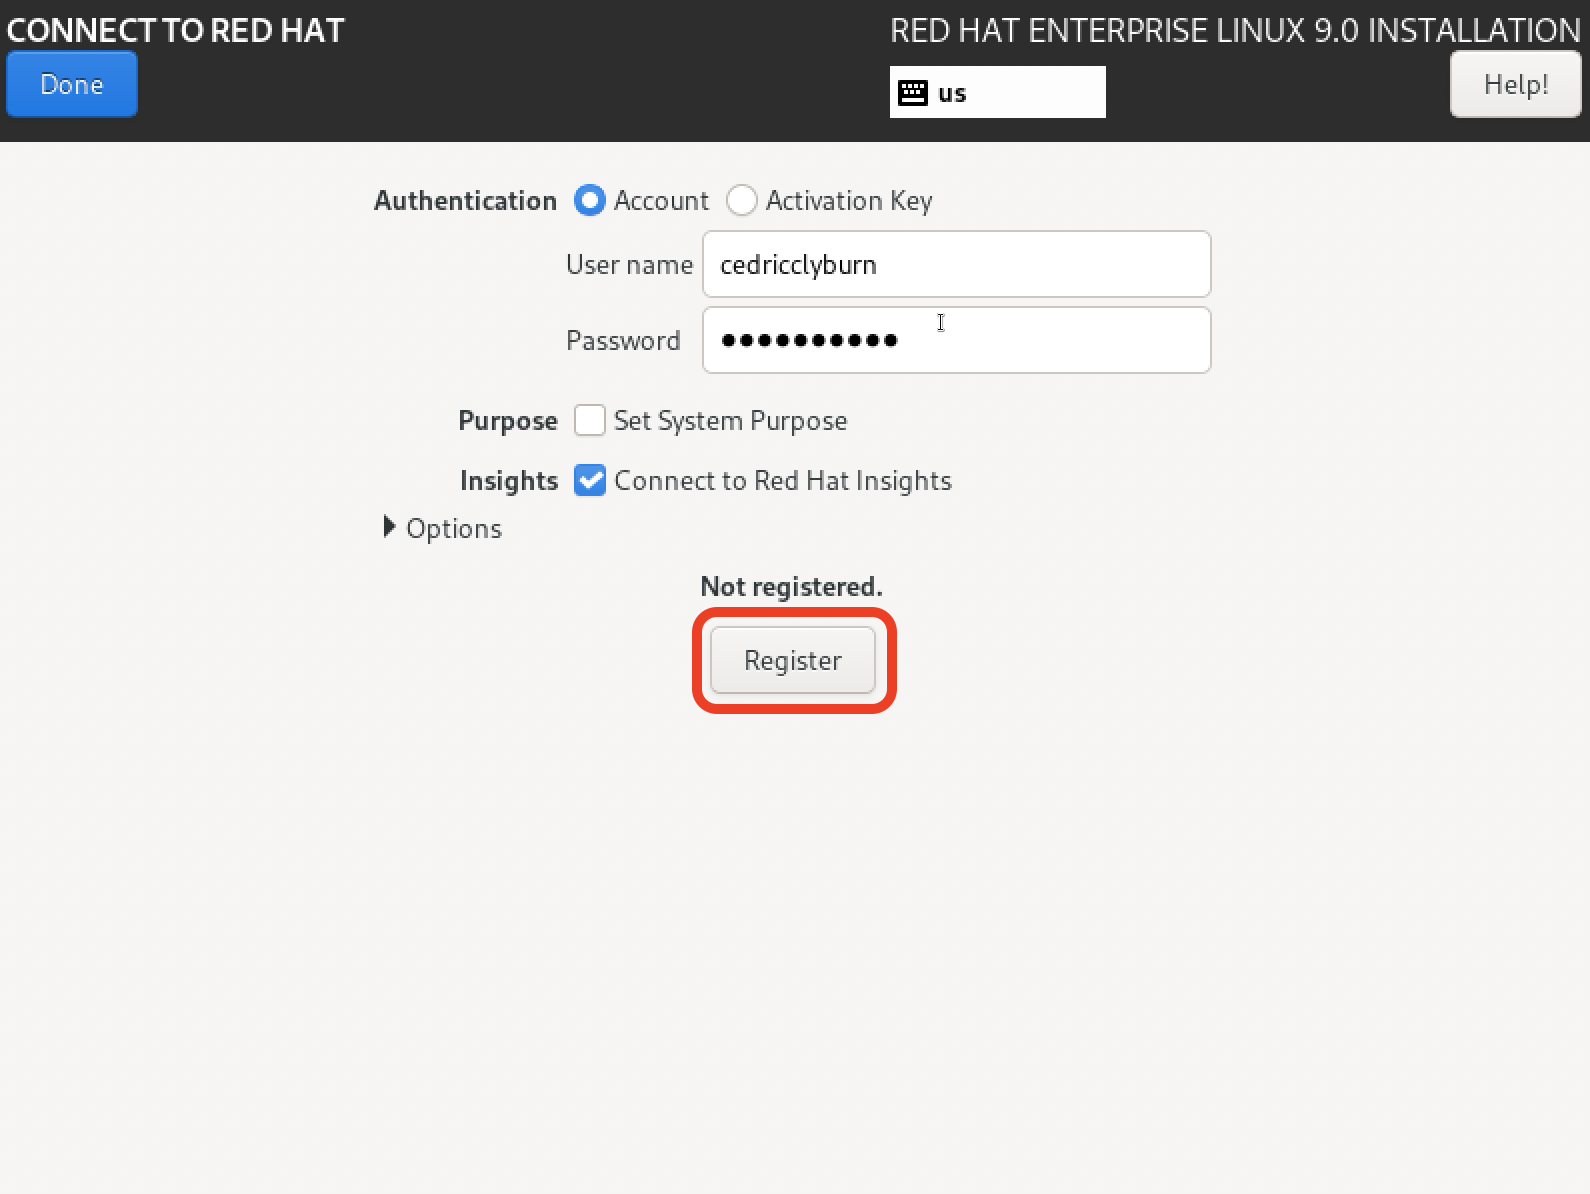 CONNECT TO RED HAT
RED HAT ENTERPRISE LINUX 9.0 INSTALLATION
Done
us
Help!
Authentication Account Activation Key
User name cedricclyburn
Password ●●●●●●●●●●
Purpose Set System Purpose
Insights Connect to Red Hat Insights
Options
Not registered.
Register